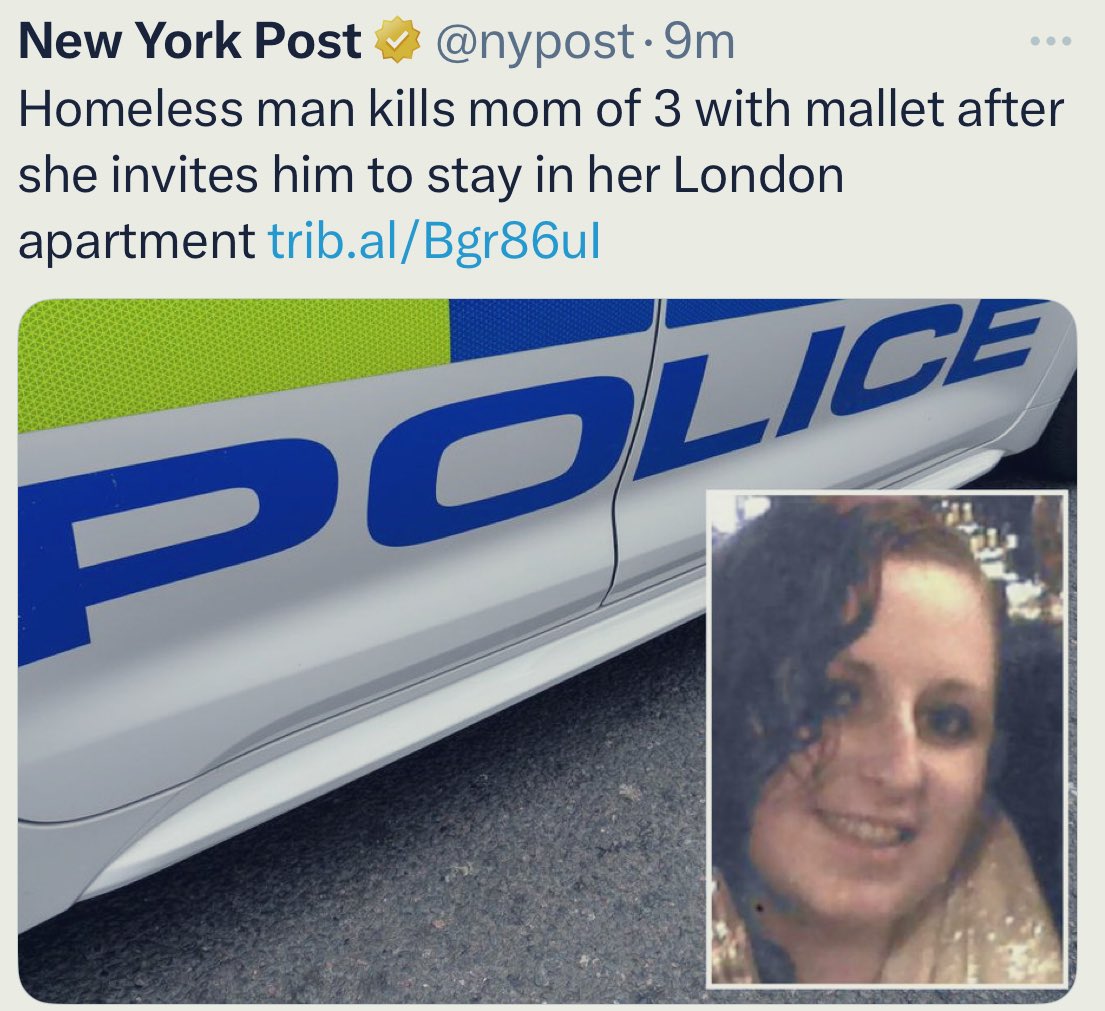 New York Post @nypost · 9m
Homeless man kills mom of 3 with mallet after
she invites him to stay in her London
apartment trib.al/Bgr86uI
POLICE